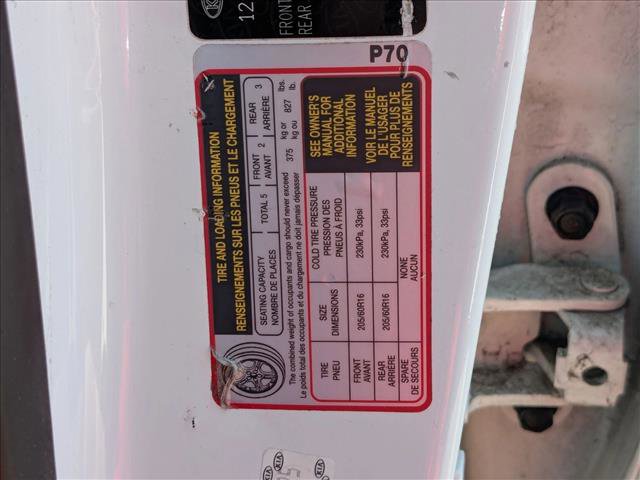 KIA
12
FRONT
REAR
P70
TIRE AND LOADING INFORMATION
RENSEIGNEMENTS SUR LES PNEUS ET LE CHARGEMENT
SEATING CAPACITY TOTAL 5 FRONT 2 REAR 3
NOMBRE DE PLACES AVANT ARRIÈRE
The combined weight of occupants and cargo should never exceed 375 kg or 827 lbs.
Le poids total des occupants et du chargement ne doit jamais dépasser kg ou lb.
TIRE SIZE COLD TIRE PRESSURE
PNEU DIMENSIONS PRESSION DES
PNEUS À FROID
FRONT 205/60R16 230kPa, 33psi
AVANT
REAR 205/60R16 230kPa, 33psi
ARRIÈRE
SPARE NONE
DE SECOURS AUCUN
SEE OWNER'S
MANUAL FOR
ADDITIONAL
INFORMATION
VOIR LE MANUEL
DE L'USAGER
POUR PLUS DE
RENSEIGNEMENTS
KIA
KIA